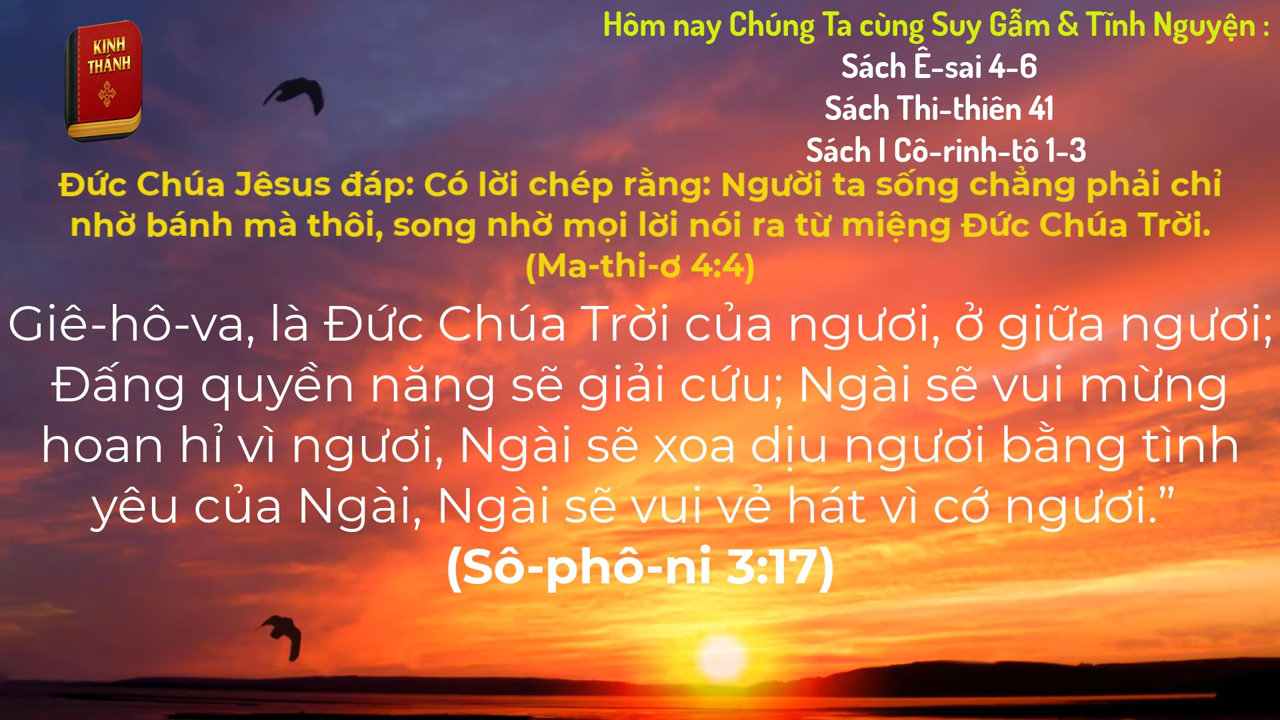 KINH
THÁNH
Hôm nay Chúng Ta cùng Suy Gẫm & Tĩnh Nguyện :
Sách Ê-sai 4-6
Sách Thi-thiên 41
Sách I Cô-rinh-tô 1-3
Đức Chúa Jêsus đáp: Có lời chép rằng: Người ta sống chẳng phải chỉ
nhờ bánh mà thôi, song nhờ mọi lời nói ra từ miệng Đức Chúa Trời.
(Ma-thi-ơ 4:4)
Giê-hô-va, là Đức Chúa Trời của ngươi, ở giữa ngươi;
Đấng quyền năng sẽ giải cứu; Ngài sẽ vui mừng
hoan hỉ vì ngươi, Ngài sẽ xoa dịu ngươi bằng tình
yêu của Ngài, Ngài sẽ vui vẻ hát vì cớ ngươi.”
(Sô-phô-ni 3:17)